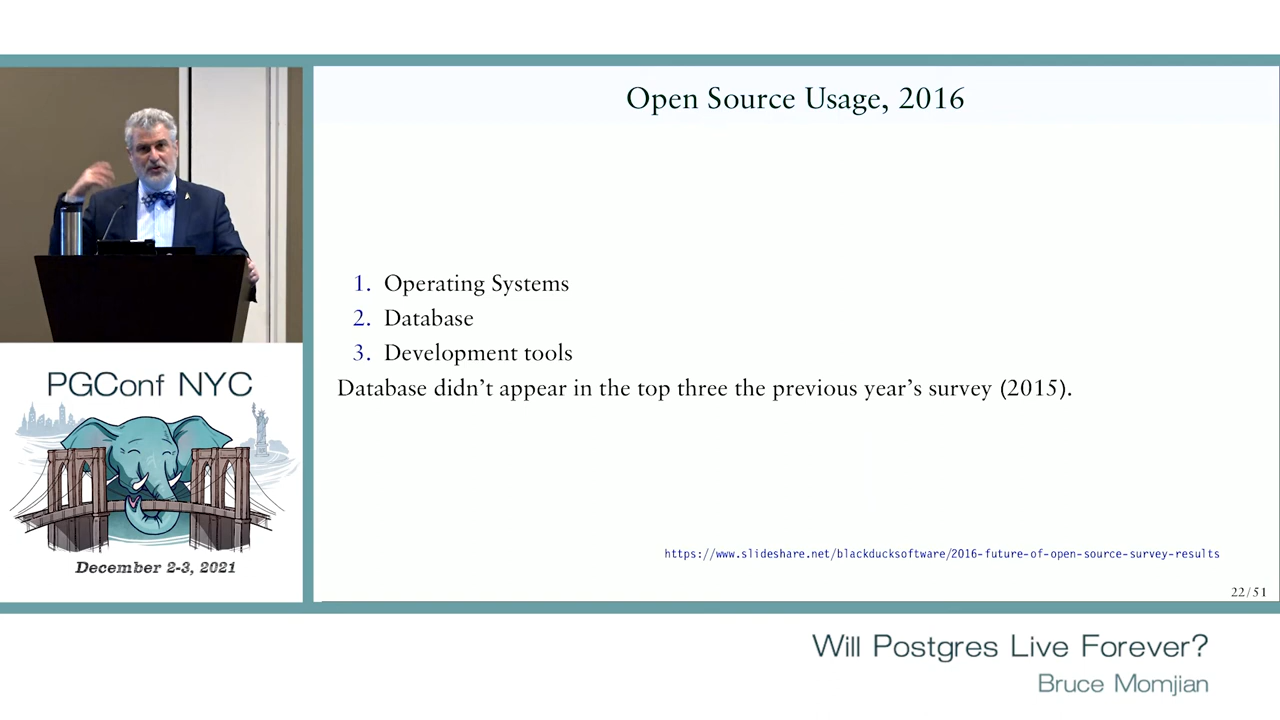 Open Source Usage, 2016
1. Operating Systems
2. Database
3. Development tools
Database didn't appear in the top three the previous year's survey (2015).
https://www.slideshare.net/blackducksoftware/2016-future-of-open-source-survey-results
22/51
PGConf NYC
December 2-3, 2021
Will Postgres Live Forever?
Bruce Momjian